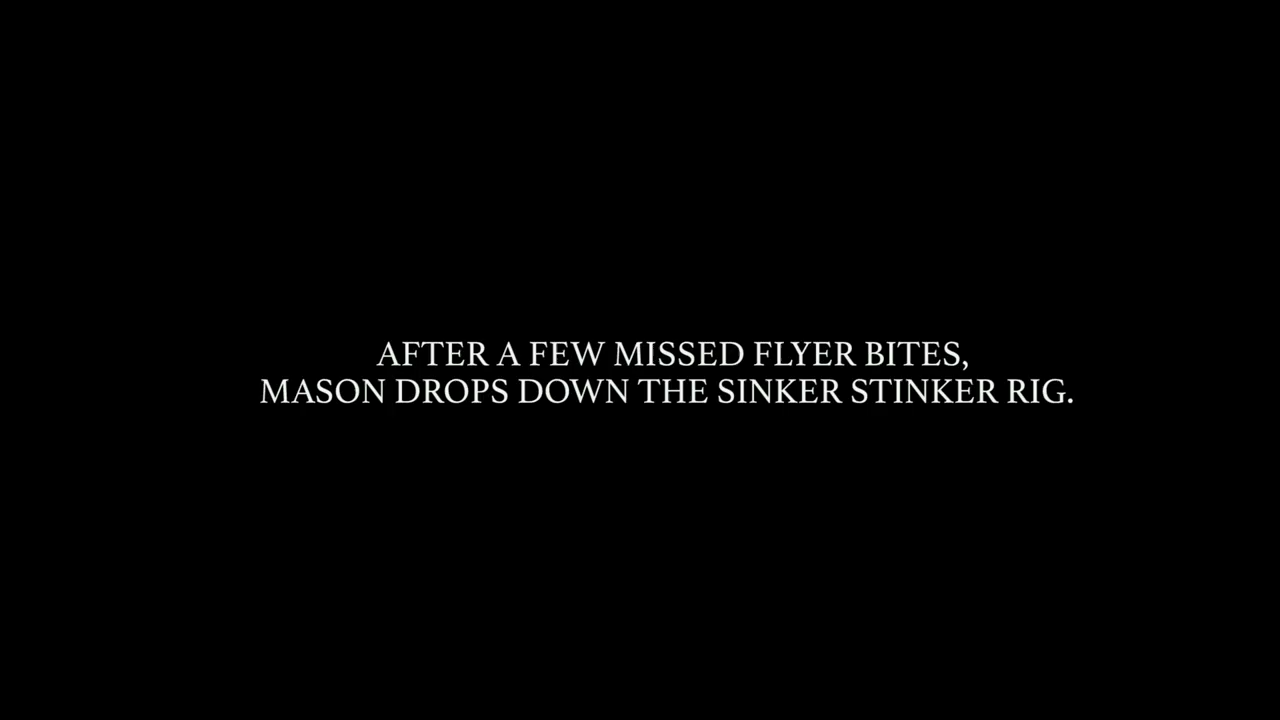 AFTER A FEW MISSED FLYER BITES,
MASON DROPS DOWN THE SINKER STINKER RIG.